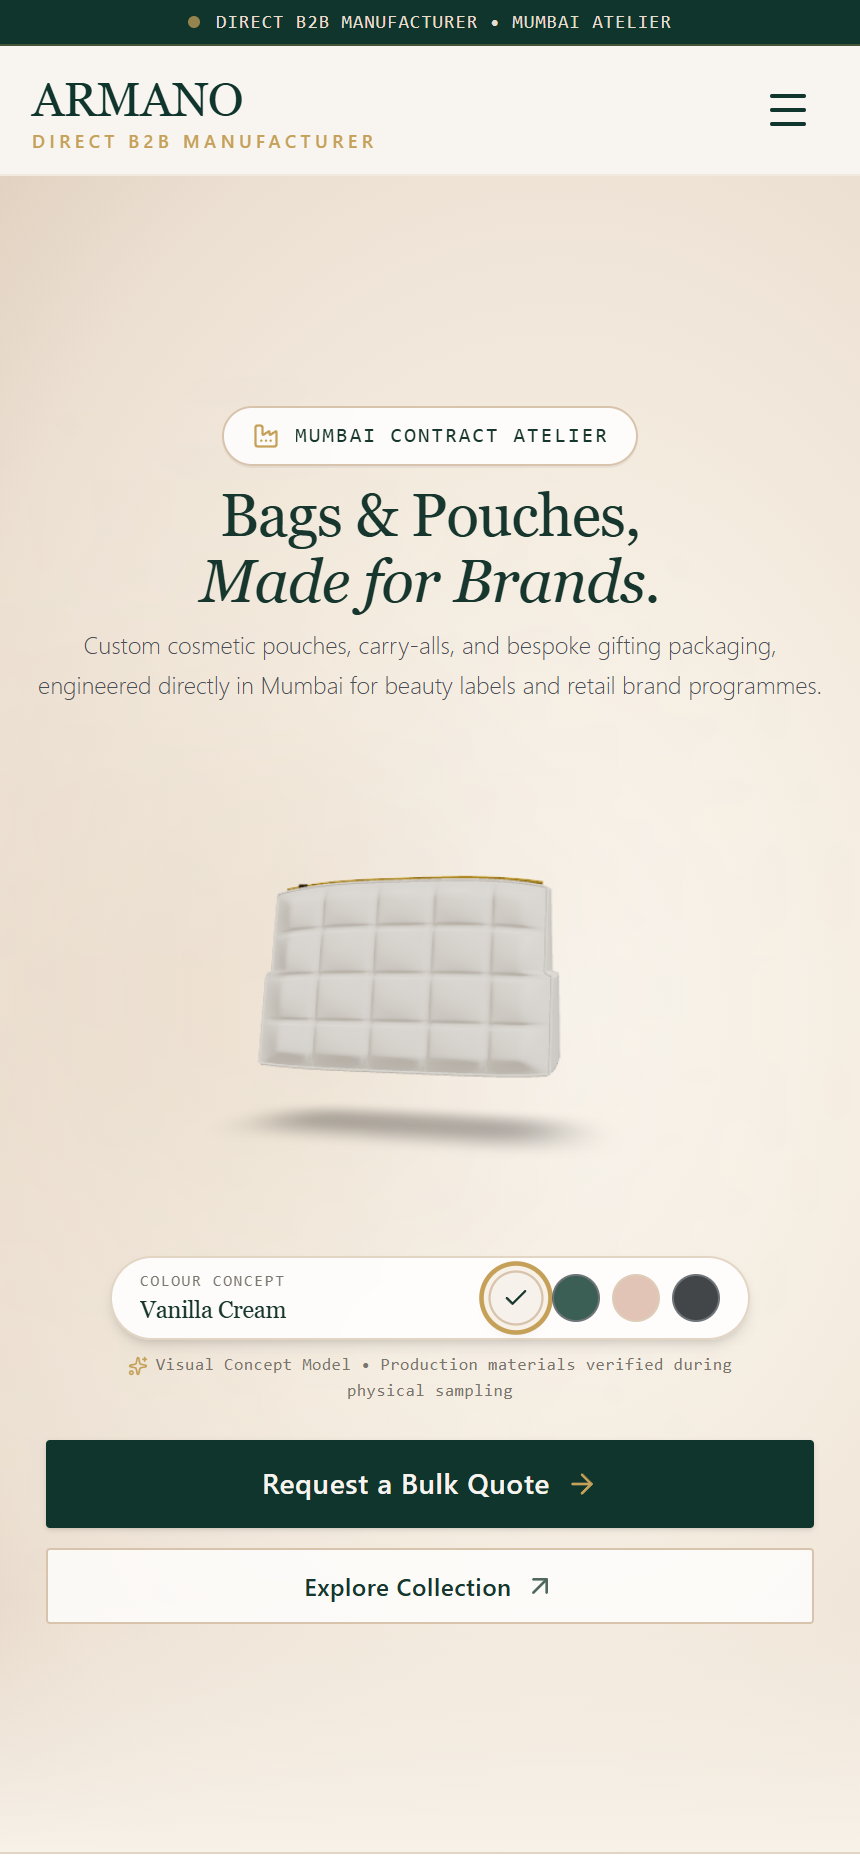 DIRECT B2B MANUFACTURER • MUMBAI ATELIER
ARMANO
DIRECT B2B MANUFACTURER
MUMBAI CONTRACT ATELIER
Bags & Pouches,
Made for Brands.
Custom cosmetic pouches, carry-alls, and bespoke gifting packaging,
engineered directly in Mumbai for beauty labels and retail brand programmes.
COLOUR CONCEPT
Vanilla Cream
Visual Concept Model • Production materials verified during
physical sampling
Request a Bulk Quote
Explore Collection